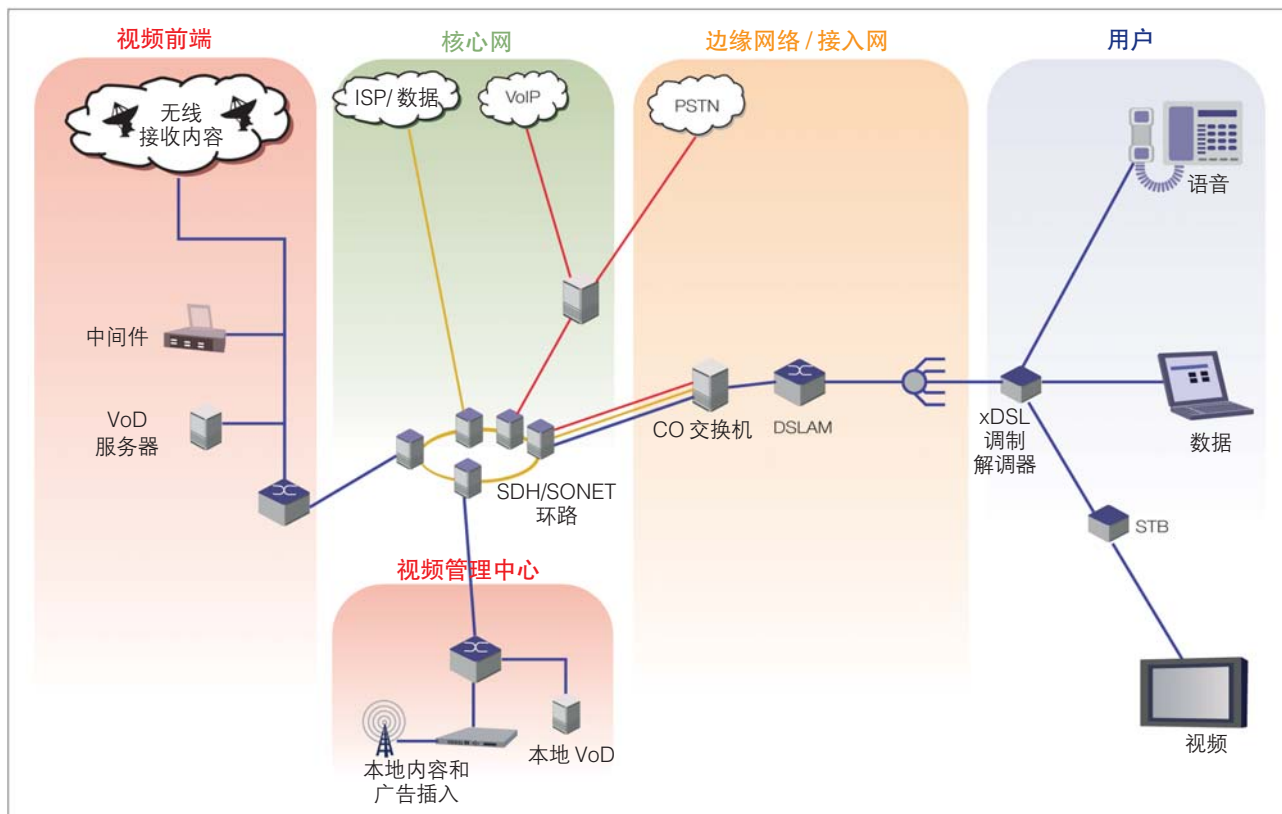 视频前端
核心网
边缘网络/接入网
用户
无线
接收内容
ISP/数据
VoIP
PSTN
语音
中间件
VoD
服务器
SDH/SONET
环路
CO 交换机
DSLAM
xDSL
调制
解调器
数据
STB
视频
视频管理中心
本地 VoD
本地内容和
广告插入